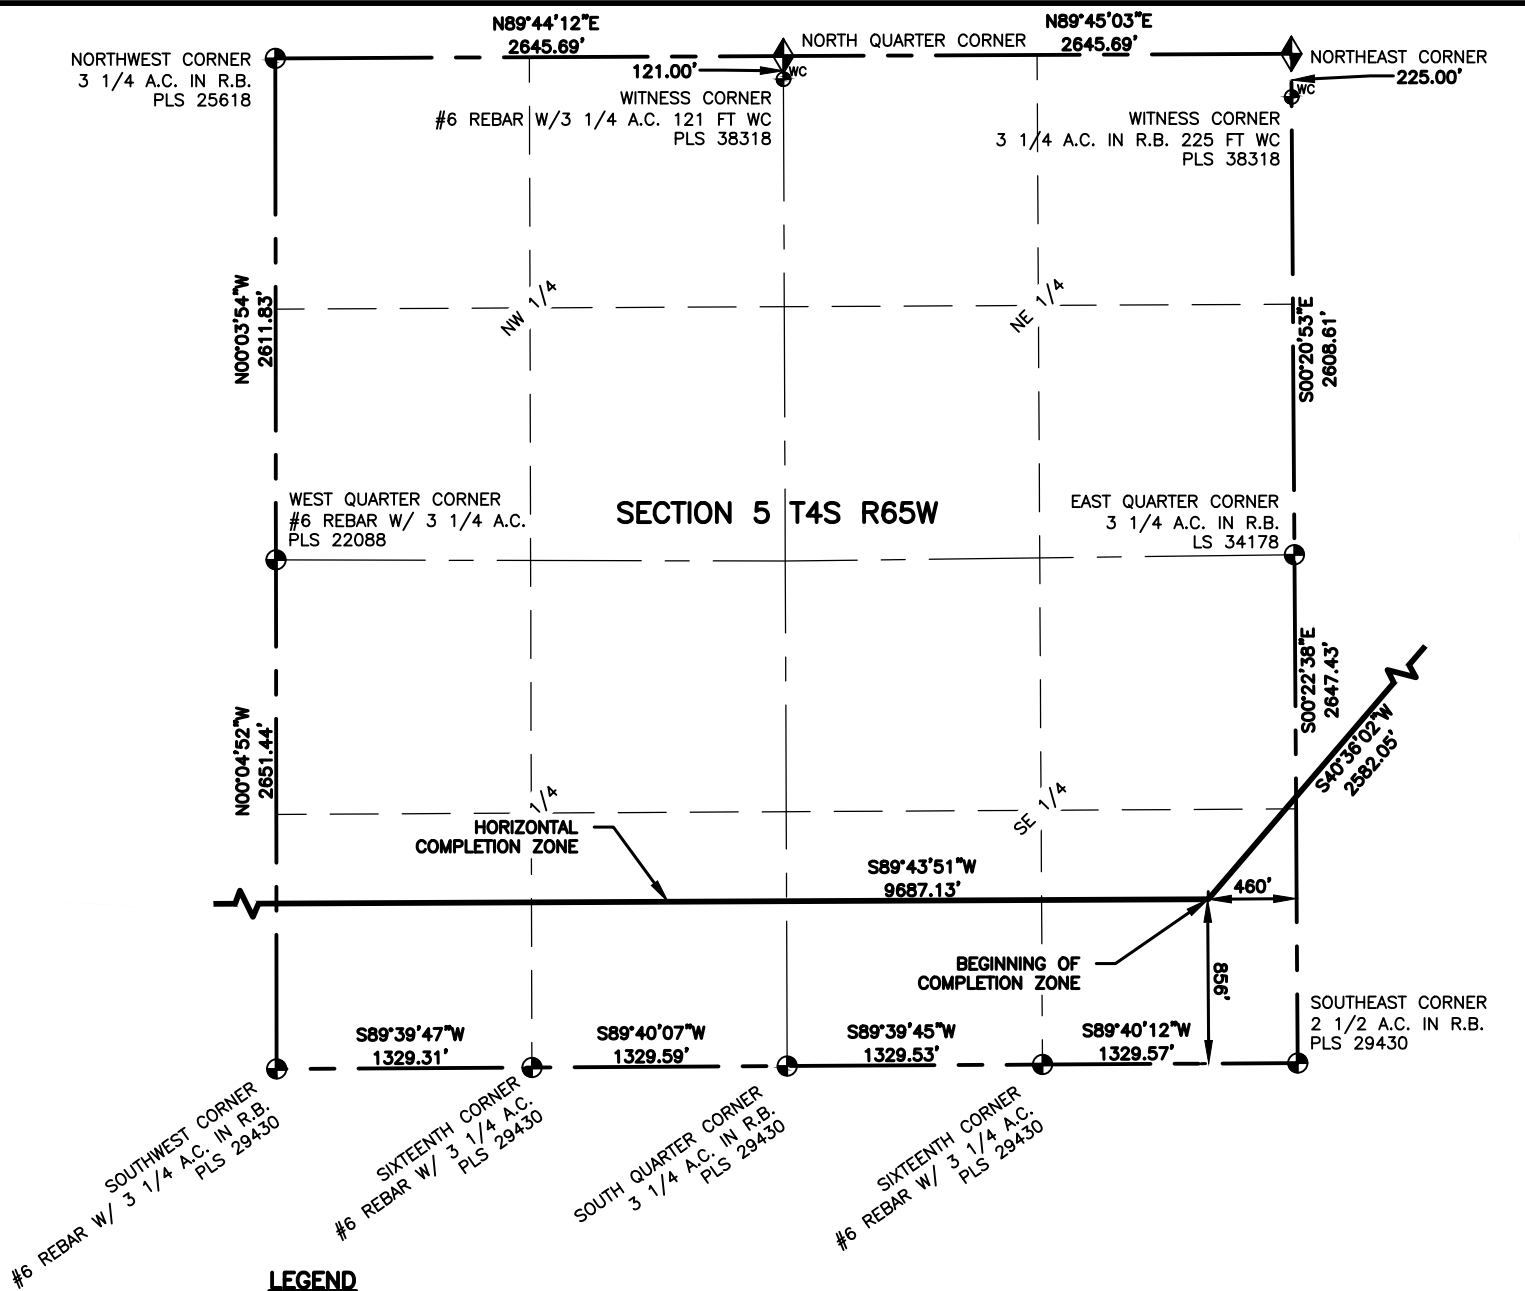 N89°44'12"E
2645.69'
N89°45'03"E
2645.69'
NORTHWEST CORNER
3 1/4 A.C. IN R.B.
PLS 25618
NORTH QUARTER CORNER
121.00'
WC
WITNESS CORNER
#6 REBAR W/3 1/4 A.C. 121 FT WC
PLS 38318
NORTHEAST CORNER
225.00'
WC
WITNESS CORNER
3 1/4 A.C. IN R.B. 225 FT WC
PLS 38318
N00°03'54"W
2611.83'
NW 1/4
NE 1/4
S00°20'53"E
2608.61'
WEST QUARTER CORNER
#6 REBAR W/ 3 1/4 A.C.
PLS 22088
SECTION 5 T4S R65W
EAST QUARTER CORNER
3 1/4 A.C. IN R.B.
LS 34178
N00°04'52"W
2651.44'
S00°22'38"E
2647.43'
S40°36'02"W
2582.05'
1/4
SE 1/4
HORIZONTAL
COMPLETION ZONE
S89°43'51"W
9687.13'
460'
856'
BEGINNING OF
COMPLETION ZONE
SOUTHEAST CORNER
2 1/2 A.C. IN R.B.
PLS 29430
S89°39'47"W
1329.31'
S89°40'07"W
1329.59'
S89°39'45"W
1329.53'
S89°40'12"W
1329.57'
SOUTHWEST CORNER
#6 REBAR W/ 3 1/4 A.C. IN R.B.
PLS 29430
SIXTEENTH CORNER
#6 REBAR W/ 3 1/4 A.C.
PLS 29430
SOUTH QUARTER CORNER
3 1/4 A.C. IN R.B.
PLS 29430
SIXTEENTH CORNER
#6 REBAR W/ 3 1/4 A.C.
PLS 29430
LEGEND